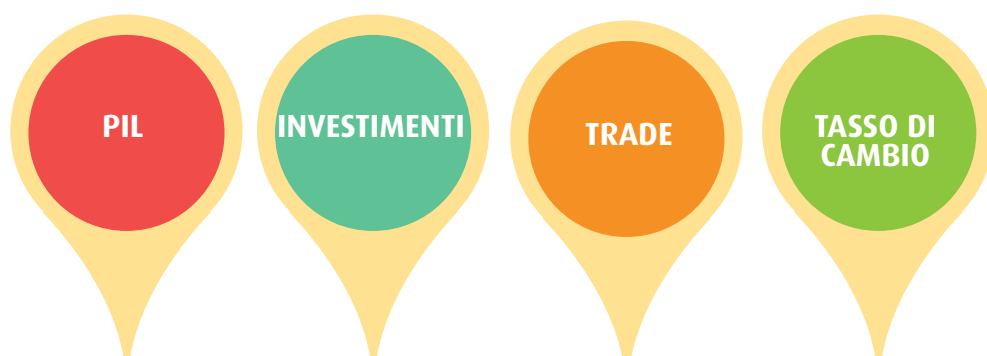 PIL
INVESTIMENTI
TRADE
TASSO DI
CAMBIO